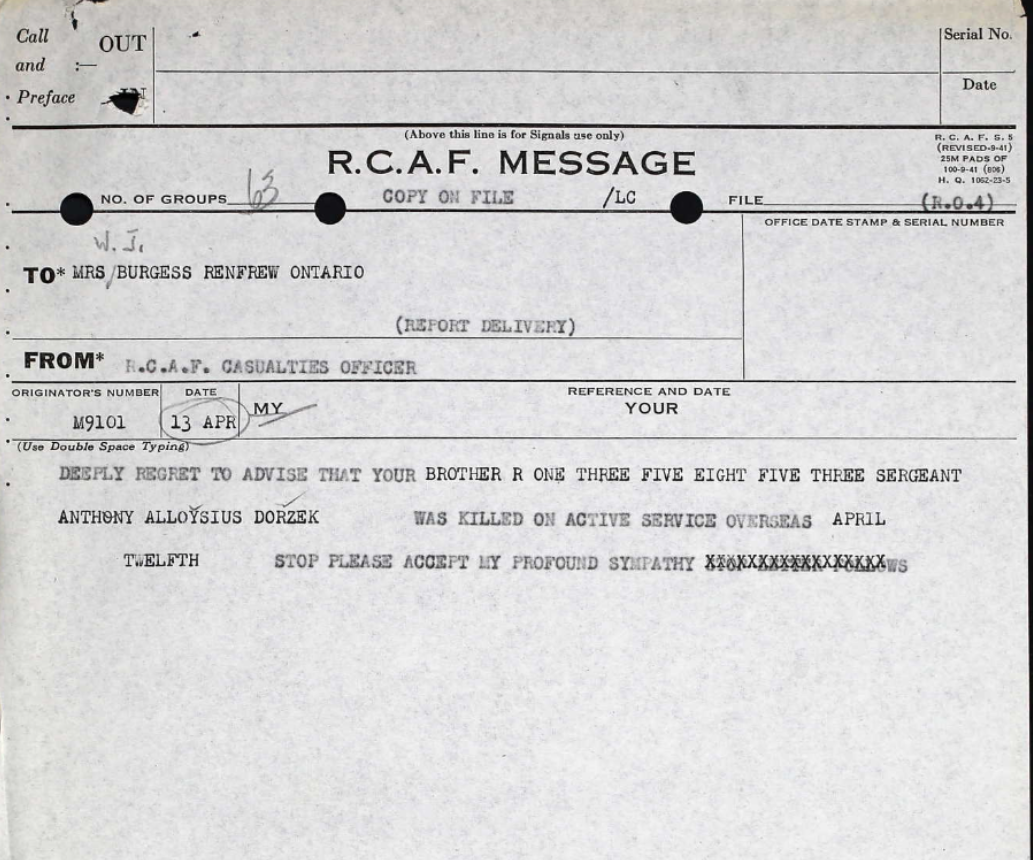 Call
and :— OUT
Preface IN
Serial No.
Date
(Above this line is for Signals use only)
R.C.A.F. MESSAGE
R. C. A. F. G. 5
(REVISED-9-41)
25M PADS OF
100-9-41 (806)
H. Q. 1062-23-5
NO. OF GROUPS 63 COPY ON FILE /LC FILE (R.O.4)
OFFICE DATE STAMP & SERIAL NUMBER
W. J.
TO* MRS/BURGESS RENFREW ONTARIO
(REPORT DELIVERY)
FROM* R.C.A.F. CASUALTIES OFFICER
ORIGINATOR'S NUMBER DATE REFERENCE AND DATE
M9101 13 APR MY YOUR
(Use Double Space Typing)
DEEPLY REGRET TO ADVISE THAT YOUR BROTHER R ONE THREE FIVE EIGHT FIVE THREE SERGEANT
ANTHONY ALLOYSIUS DORZEK WAS KILLED ON ACTIVE SERVICE OVERSEAS APRIL
TWELFTH STOP PLEASE ACCEPT MY PROFOUND SYMPATHY STOP LETTER FOLLOWS